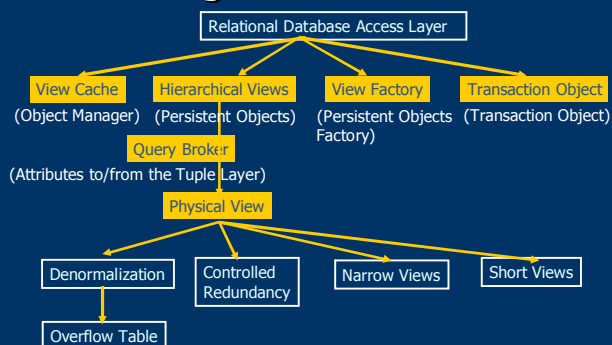 Relational Database Access Layer
View Cache
Hierarchical Views
View Factory
Transaction Object
(Object Manager)
(Persistent Objects)
(Persistent Objects
Factory)
(Transaction Object)
Query Broker
(Attributes to/from the Tuple Layer)
Physical View
Denormalization
Controlled
Redundancy
Narrow Views
Short Views
Overflow Table